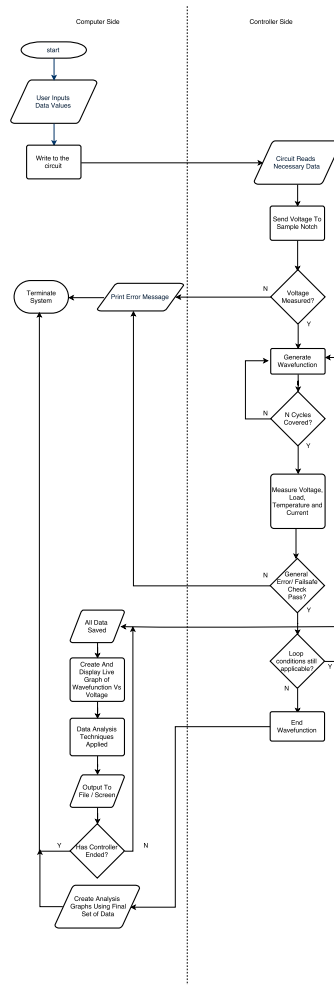 Computer Side
Controller Side
start
User Inputs
Data Values
Write to the
circuit
Circuit Reads
Necessary Data
Send Voltage To
Sample Notch
Voltage
Measured?
N
Y
Print Error Message
Terminate
System
Generate
Wavefunction
N Cycles
Covered?
N
Y
Measure Voltage,
Load,
Temperature and
Current
General
Error/ Failsafe
Check
Pass?
N
Y
All Data
Saved
Loop
conditions still
applicable?
Y
N
Create And
Display Live
Graph of
Wavefunction Vs
Voltage
End
Wavefunction
Data Analysis
Techniques
Applied
Output To
File / Screen
Has Controller
Ended?
Y
N
Create Analysis
Graphs Using Final
Set of Data